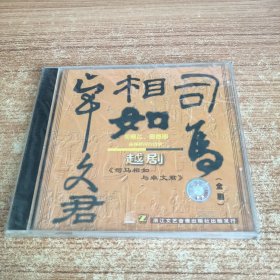 司马
相如
卓文君
（全剧）
越剧
《司马相如
与卓文君》
浙江文艺音像出版社出版发行